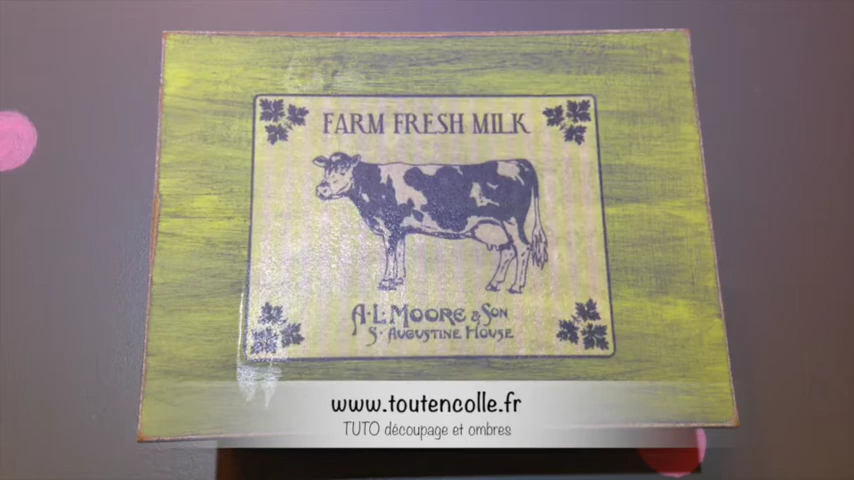 FARM FRESH MILK
A·L·MOORE & SON
S· AUGUSTINE HOUSE
www.toutencolle.fr
TUTO découpage et ombres